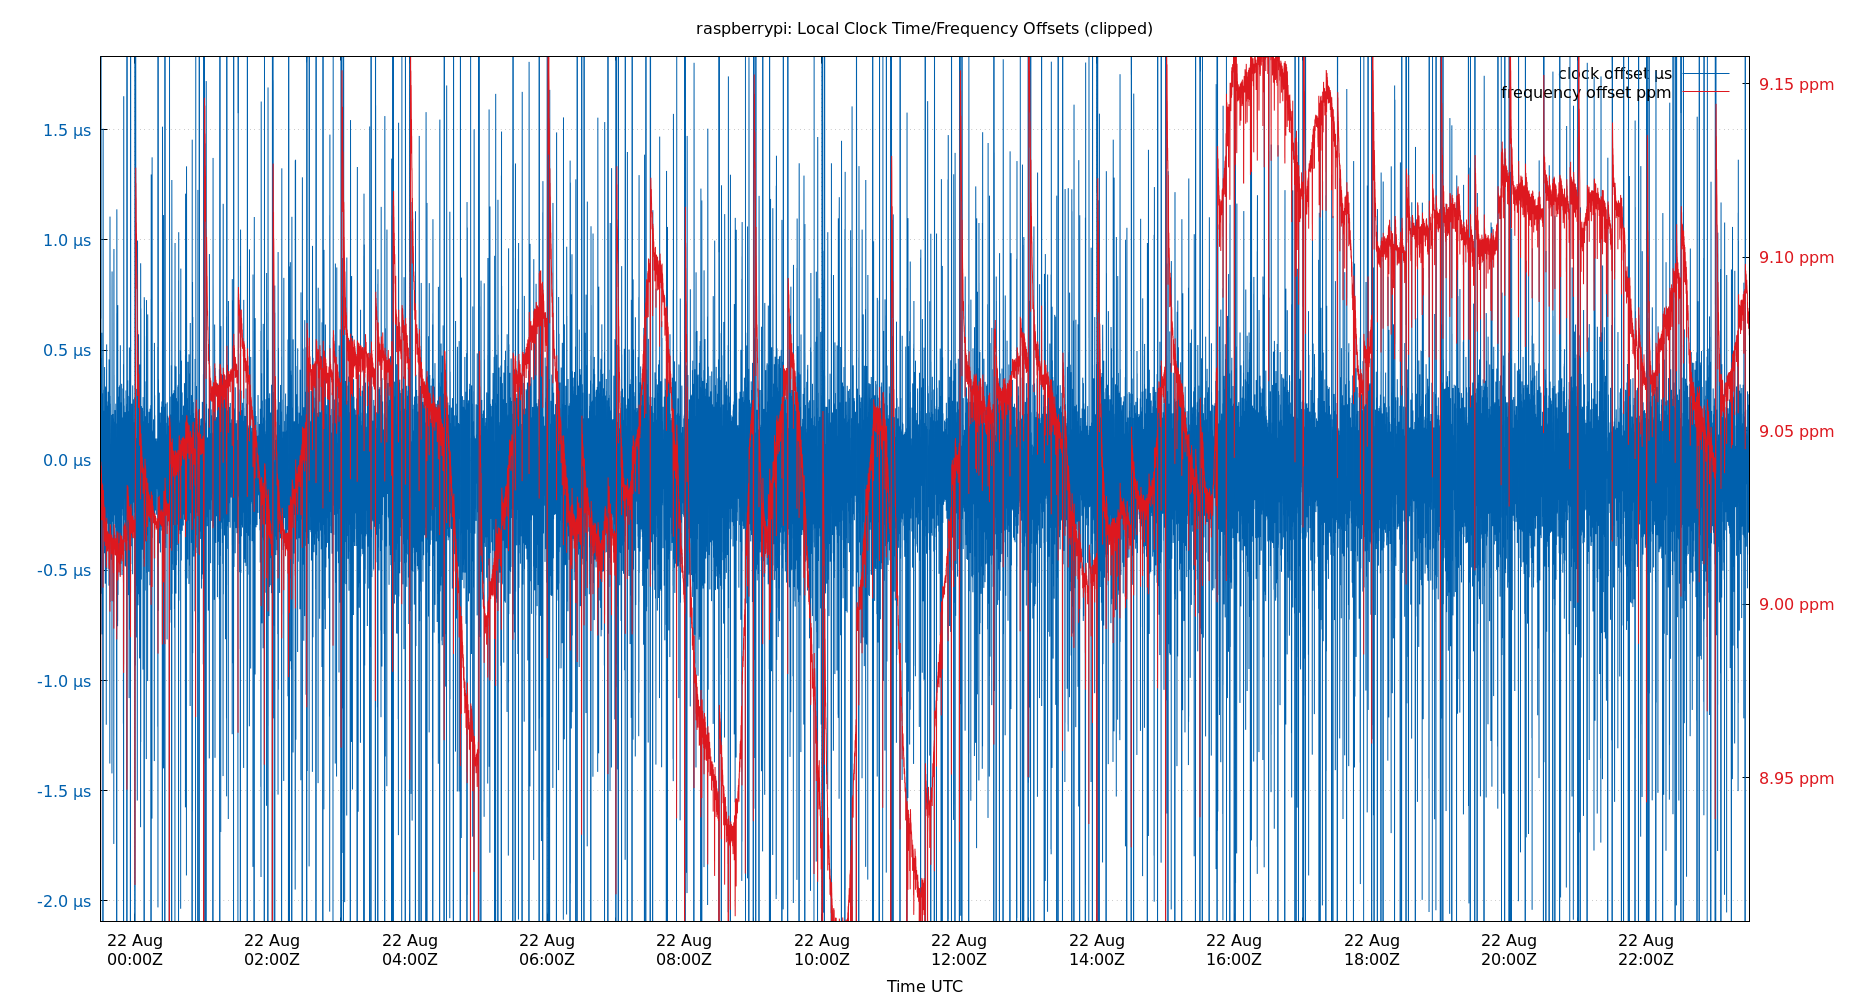 raspberrypi: Local Clock Time/Frequency Offsets (clipped)
clock offset µs
frequency offset ppm
1.5 µs
1.0 µs
0.5 µs
0.0 µs
-0.5 µs
-1.0 µs
-1.5 µs
-2.0 µs
9.15 ppm
9.10 ppm
9.05 ppm
9.00 ppm
8.95 ppm
22 Aug 22 Aug 22 Aug 22 Aug 22 Aug 22 Aug 22 Aug 22 Aug 22 Aug 22 Aug 22 Aug 22 Aug
00:00Z 02:00Z 04:00Z 06:00Z 08:00Z 10:00Z 12:00Z 14:00Z 16:00Z 18:00Z 20:00Z 22:00Z
Time UTC